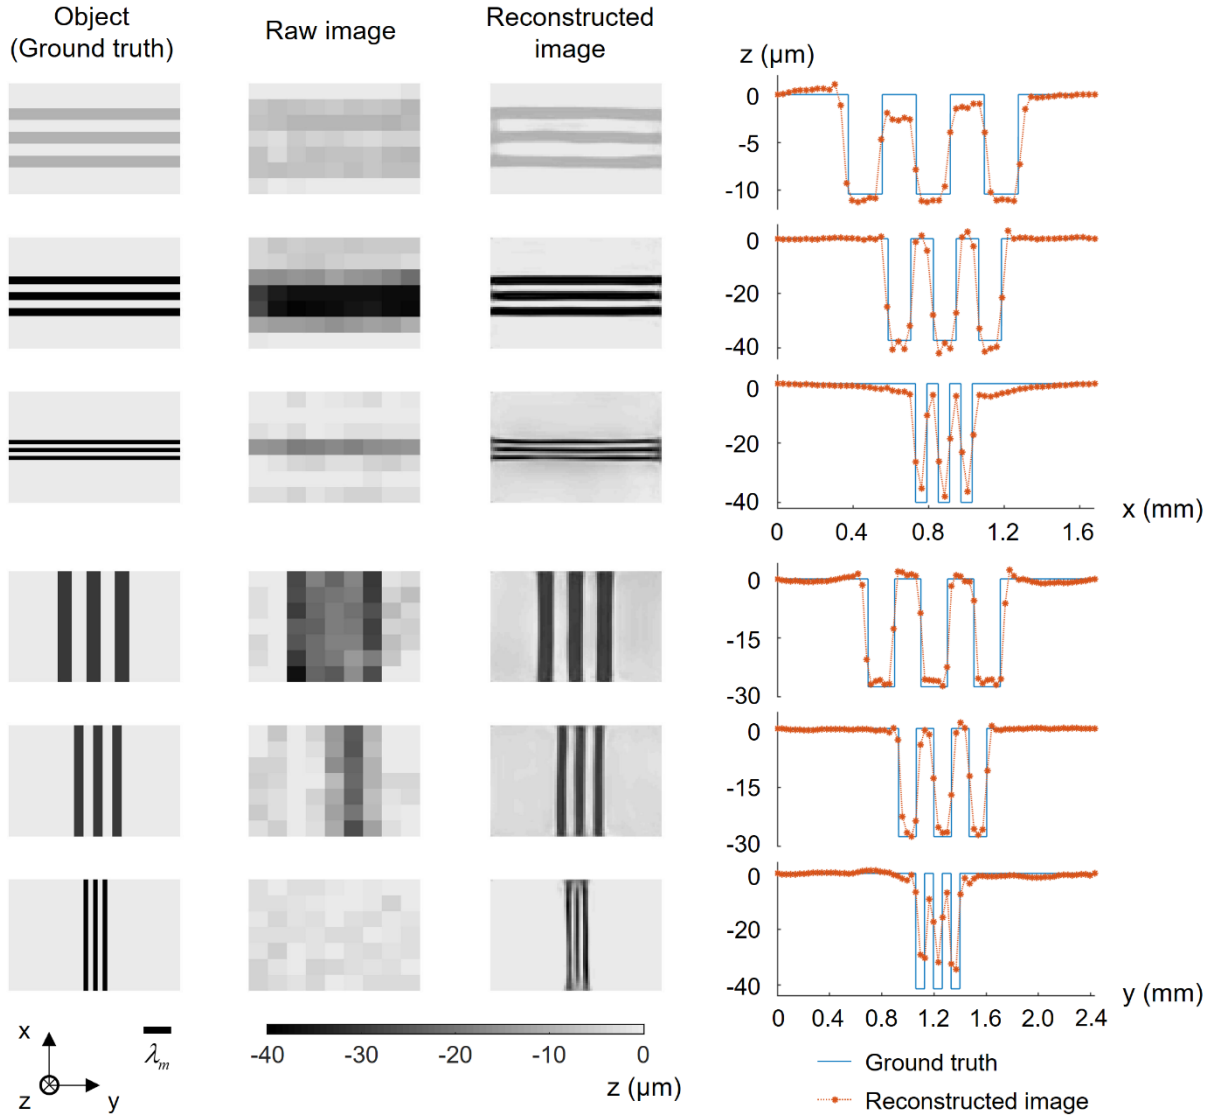 Object
(Ground truth)
Raw image
Reconstructed
image
z (μm)
0
-5
-10
0
-20
-40
0
-20
-40
0
0.4
0.8
1.2
1.6
x (mm)
0
-15
-30
0
-15
-30
0
-20
-40
0
0.4
0.8
1.2
1.6
2.0
2.4
y (mm)
x
z
y
λm
-40
-30
-20
-10
0
z (μm)
Ground truth
Reconstructed image